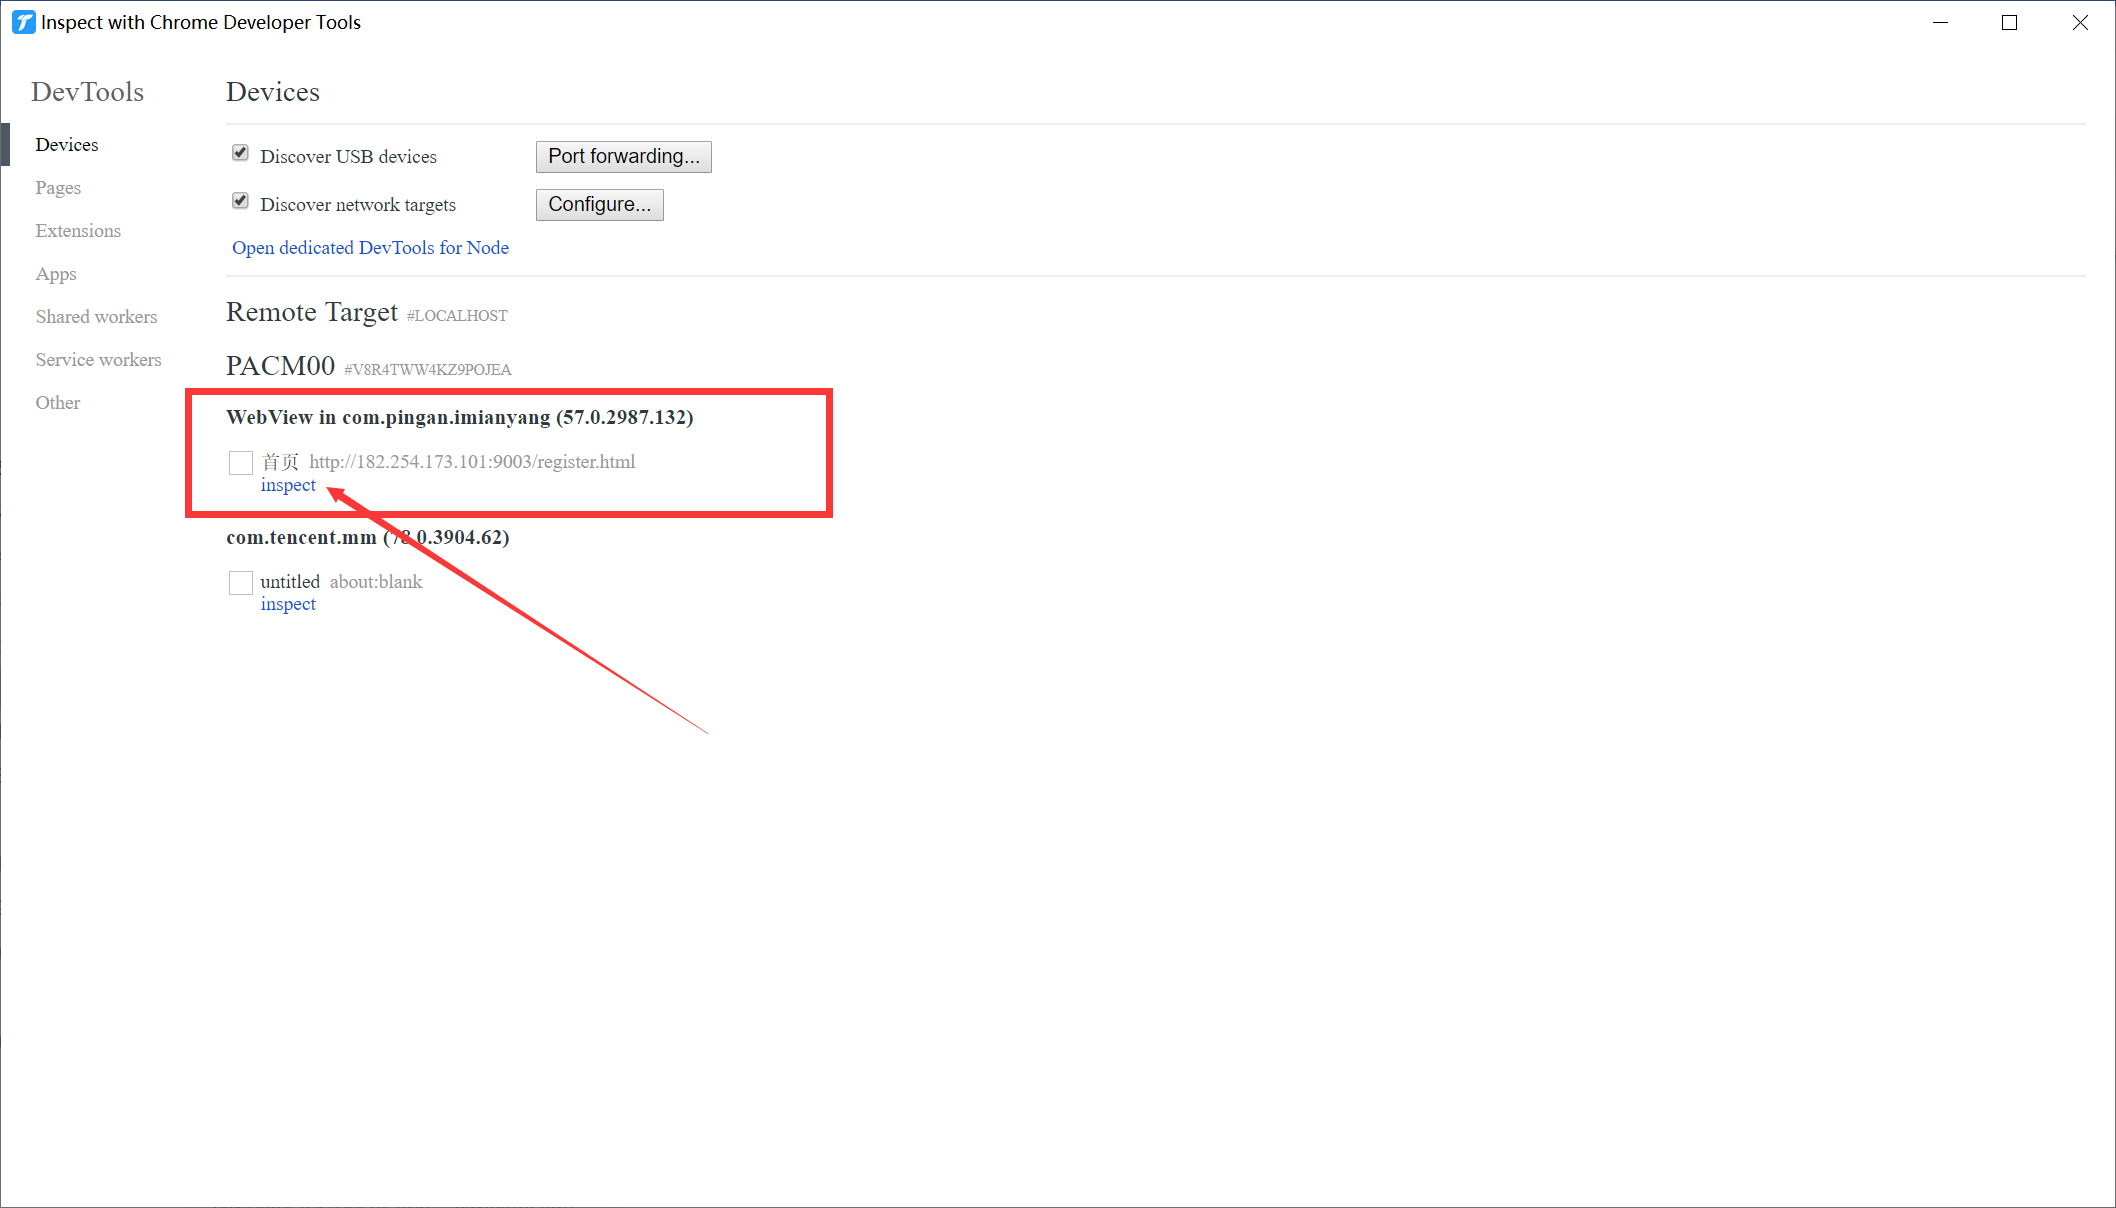 Inspect with Chrome Developer Tools
DevTools
Devices
Pages
Extensions
Apps
Shared workers
Service workers
Other
Devices
Discover USB devices
Port forwarding...
Discover network targets
Configure...
Open dedicated DevTools for Node
Remote Target #LOCALHOST
PACM00 #V8R4TWW4KZ9POJEA
WebView in com.pingan.imianyang (57.0.2987.132)
首页 http://182.254.173.101:9003/register.html
inspect
com.tencent.mm (78.0.3904.62)
untitled about:blank
inspect